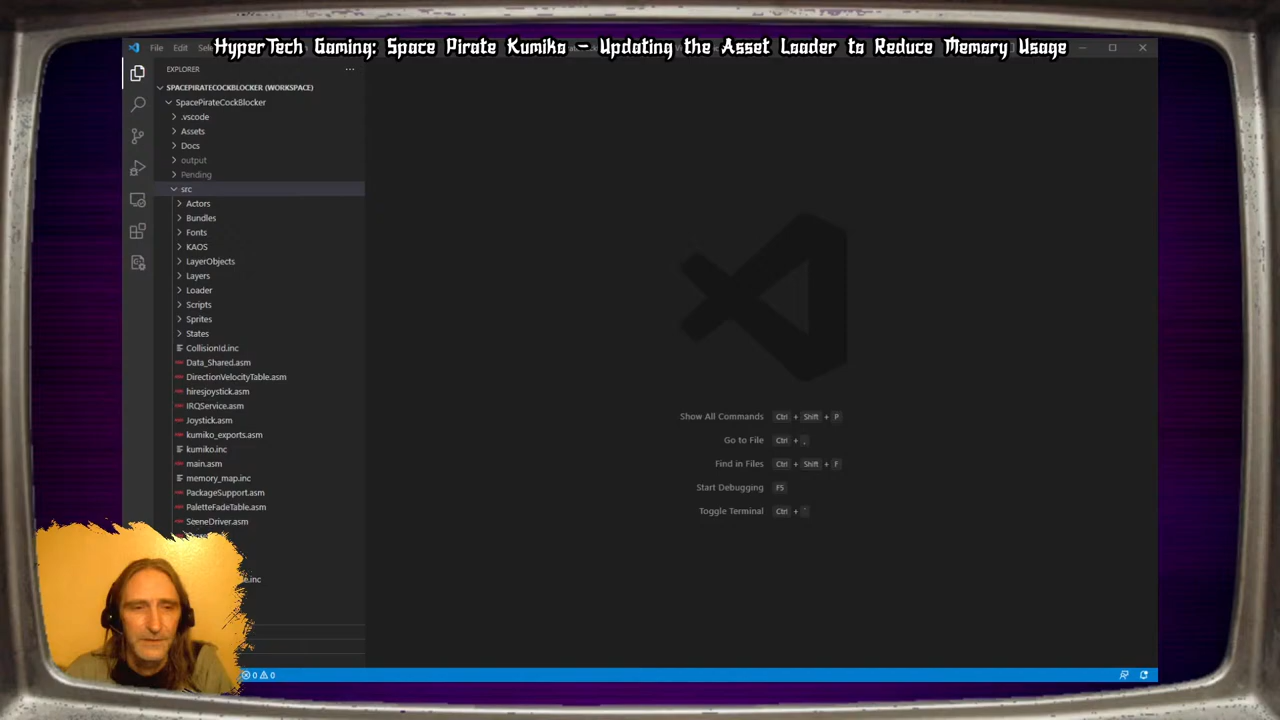 HyperTech Gaming: Space Pirate Kumiko - Updating the Asset Loader to Reduce Memory Usage
File Edit
EXPLORER
SPACEPIRATECOCKBLOCKER (WORKSPACE)
SpacePirateCockBlocker
.vscode
Assets
Docs
output
Pending
src
Actors
Bundles
Fonts
KAOS
LayerObjects
Layers
Loader
Scripts
Sprites
States
CollisionId.inc
Data_Shared.asm
DirectionVelocityTable.asm
hiresjoystick.asm
IRQService.asm
Joystick.asm
kumiko_exports.asm
kumiko.inc
main.asm
memory_map.inc
PackageSupport.asm
PaletteFadeTable.asm
SceneDriver.asm
Show All Commands Ctrl + Shift + P
Go to File Ctrl + ,
Find in Files Ctrl + Shift + F
Start Debugging F5
Toggle Terminal Ctrl + `
0 0